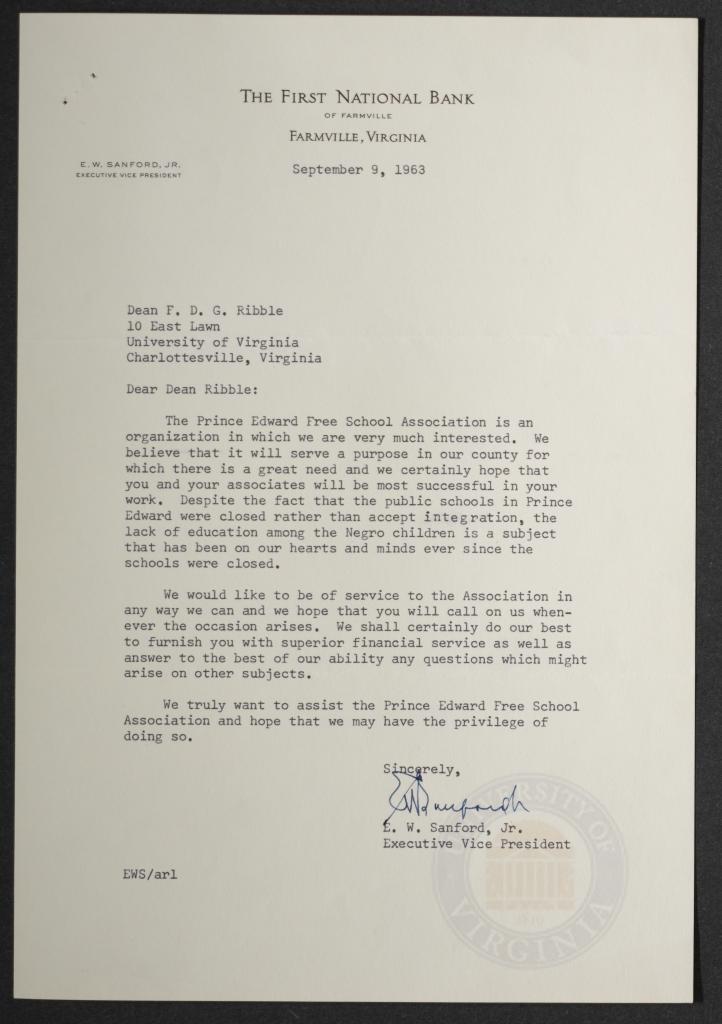 THE FIRST NATIONAL BANK
OF FARMVILLE
FARMVILLE, VIRGINIA
E. W. SANFORD, JR.
EXECUTIVE VICE PRESIDENT
September 9, 1963
Dean F. D. G. Ribble
10 East Lawn
University of Virginia
Charlottesville, Virginia
Dear Dean Ribble:
The Prince Edward Free School Association is an
organization in which we are very much interested. We
believe that it will serve a purpose in our county for
which there is a great need and we certainly hope that
you and your associates will be most successful in your
work. Despite the fact that the public schools in Prince
Edward were closed rather than accept integration, the
lack of education among the Negro children is a subject
that has been on our hearts and minds ever since the
schools were closed.
We would like to be of service to the Association in
any way we can and we hope that you will call on us when-
ever the occasion arises. We shall certainly do our best
to furnish you with superior financial service as well as
answer to the best of our ability any questions which might
arise on other subjects.
We truly want to assist the Prince Edward Free School
Association and hope that we may have the privilege of
doing so.
Sincerely,
EW Sanford Jr
E. W. Sanford, Jr.
Executive Vice President
EWS/arl
UNIVERSITY OF
VIRGINIA
1819